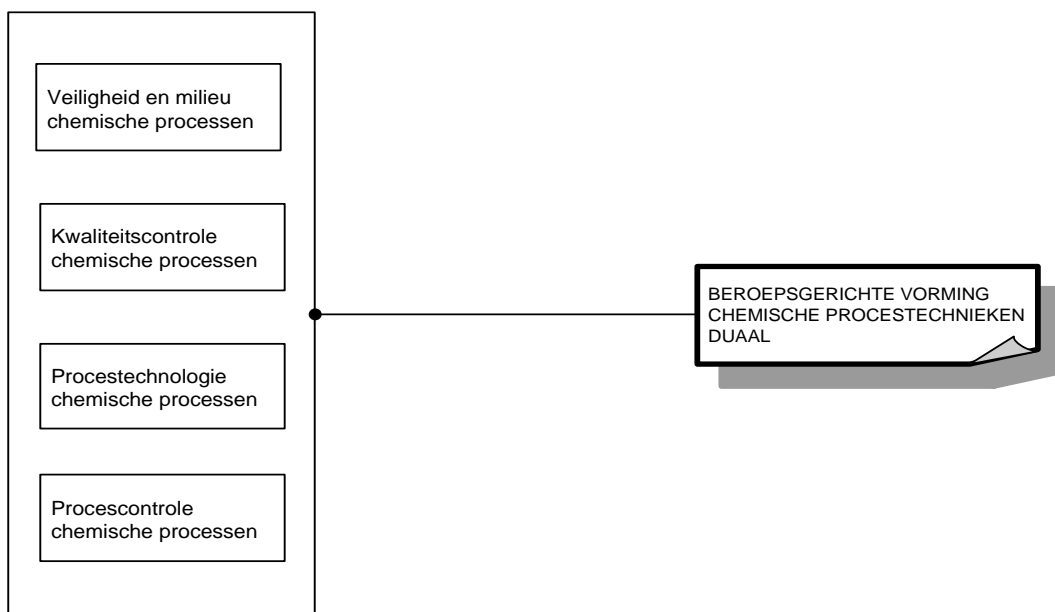 Veiligheid en milieu
chemische processen
Kwaliteitscontrole
chemische processen
Procestechnologie
chemische processen
Procescontrole
chemische processen
BEROEPSGERICHTE VORMING
CHEMISCHE PROCESTECHNIEKEN
DUAAL